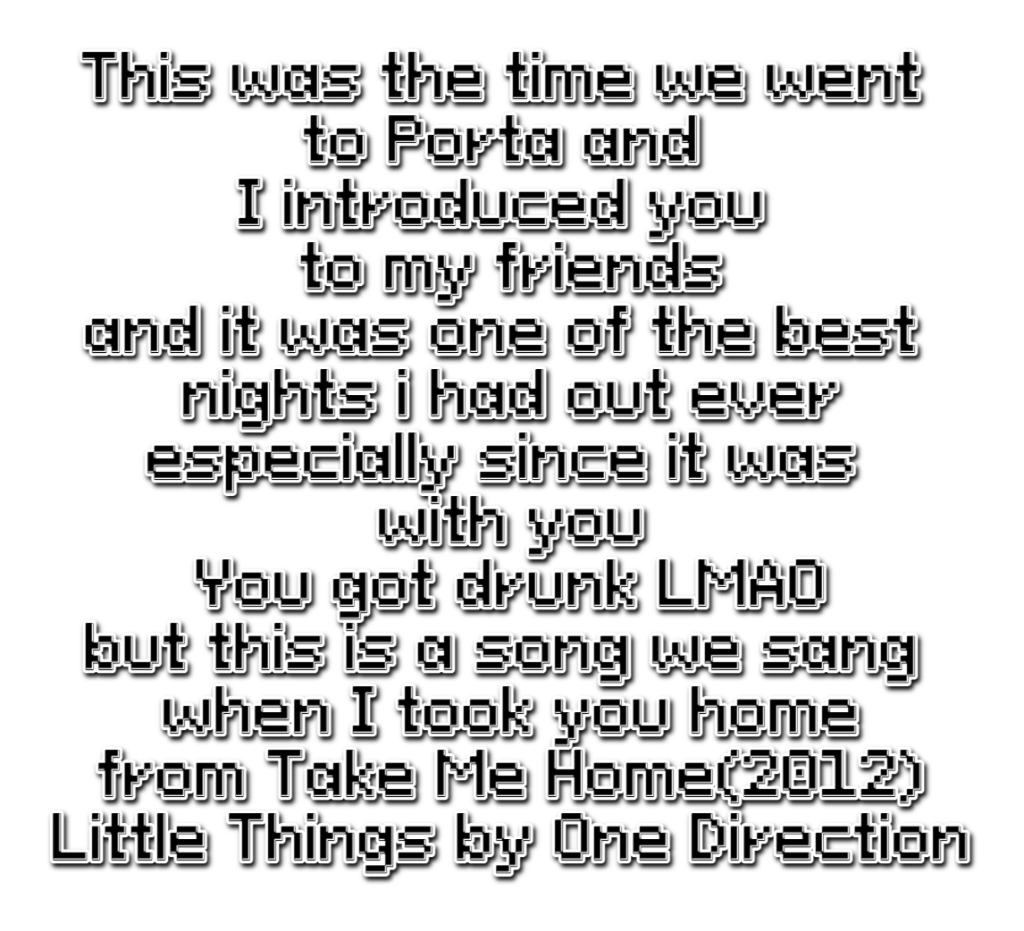 This was the time we went
to Porta and
I introduced you
to my friends
and it was one of the best
nights i had out ever
especially since it was
with you
You got drunk LMAO
but this is a song we sang
when I took you home
from Take Me Home(2012)
Little Things by One Direction